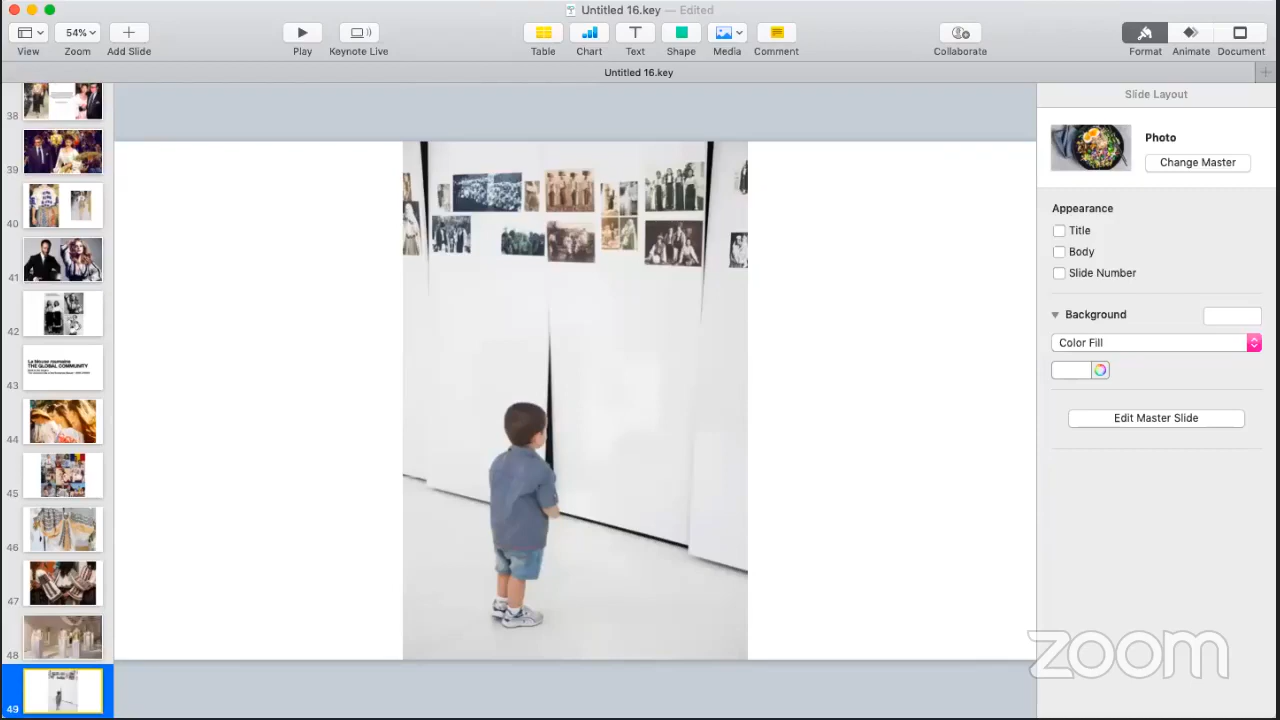 Untitled 16.key — Edited
54%
View
Zoom
Add Slide
Play
Keynote Live
Table
Chart
Text
Shape
Media
Comment
Collaborate
Format
Animate
Document
Untitled 16.key
38
39
40
41
42
43
La blouse roumaine
THE GLOBAL COMMUNITY
44
45
46
47
48
49
Slide Layout
Photo
Change Master
Appearance
Title
Body
Slide Number
Background
Color Fill
Edit Master Slide
zoom